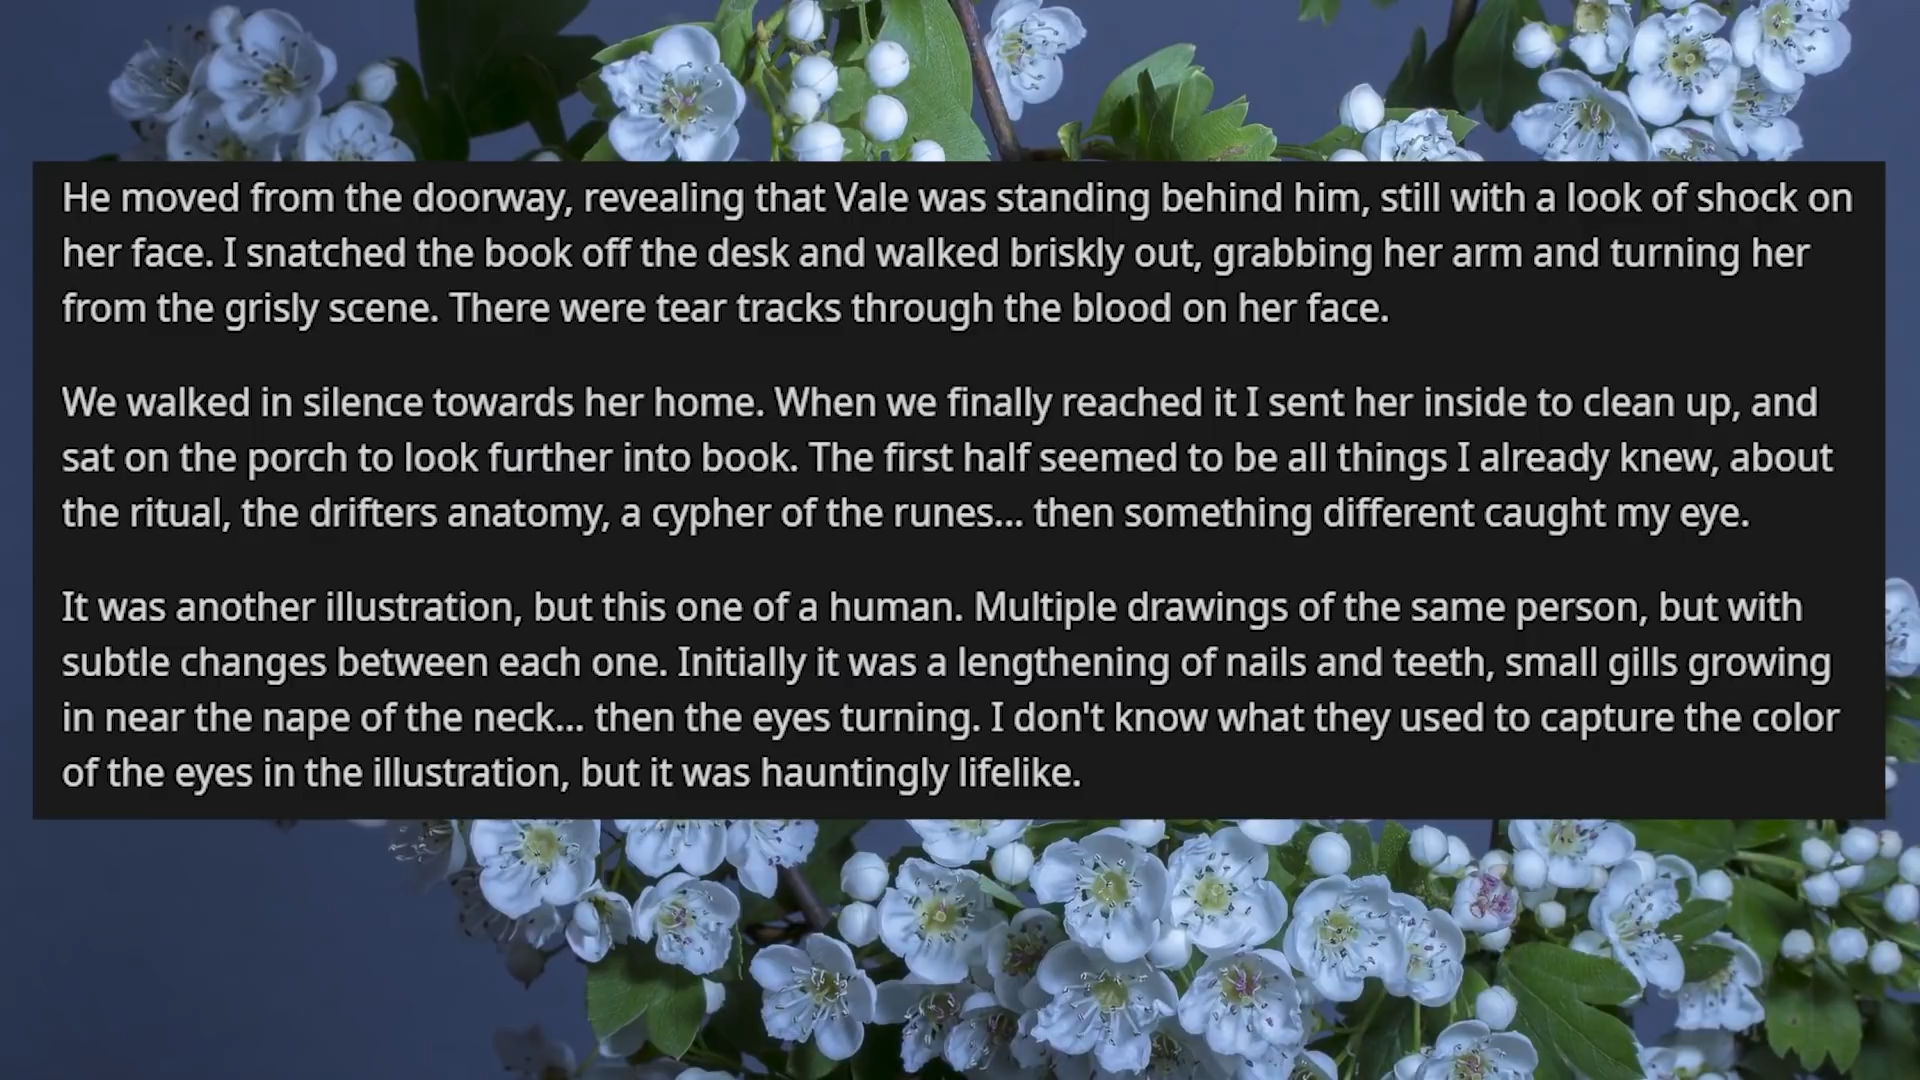 He moved from the doorway, revealing that Vale was standing behind him, still with a look of shock on
her face. I snatched the book off the desk and walked briskly out, grabbing her arm and turning her
from the grisly scene. There were tear tracks through the blood on her face.
We walked in silence towards her home. When we finally reached it I sent her inside to clean up, and
sat on the porch to look further into book. The first half seemed to be all things I already knew, about
the ritual, the drifters anatomy, a cypher of the runes... then something different caught my eye.
It was another illustration, but this one of a human. Multiple drawings of the same person, but with
subtle changes between each one. Initially it was a lengthening of nails and teeth, small gills growing
in near the nape of the neck... then the eyes turning. I don't know what they used to capture the color
of the eyes in the illustration, but it was hauntingly lifelike.